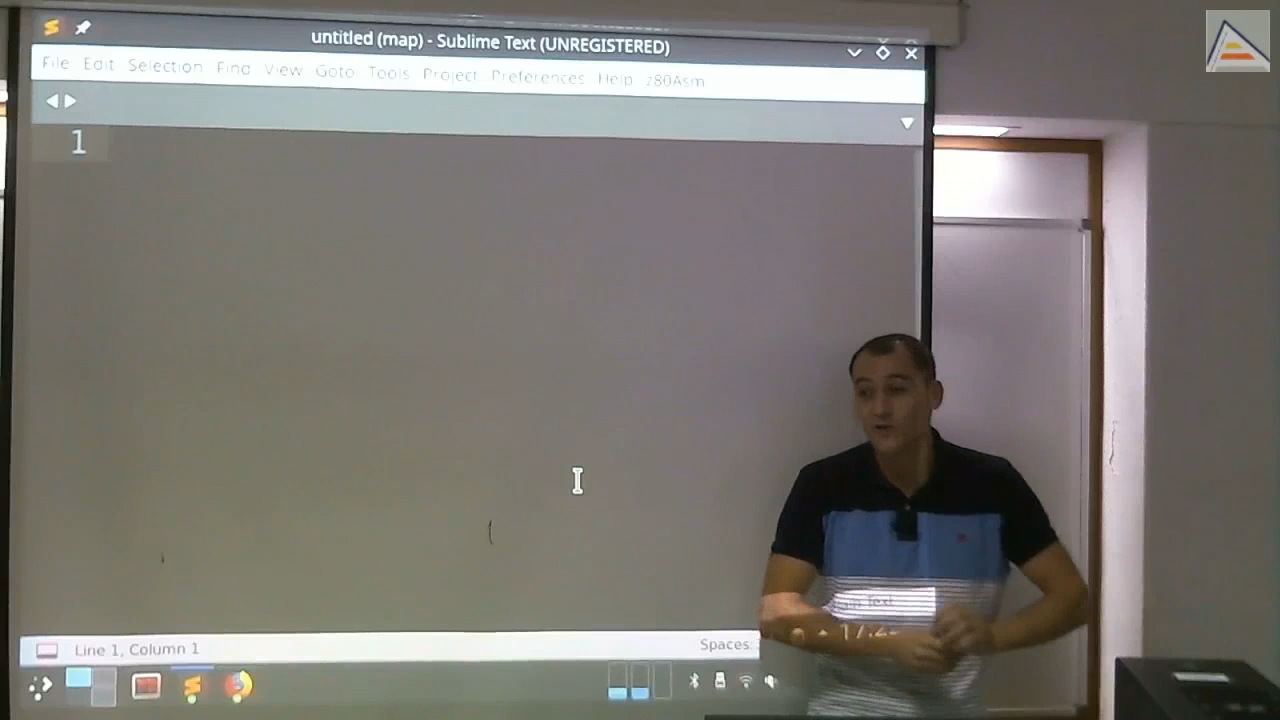 untitled (map) - Sublime Text (UNREGISTERED)
File Edit Selection Find View Goto Tools Project Preferences Help z80Asm
1
Line 1, Column 1
Spaces:
Text